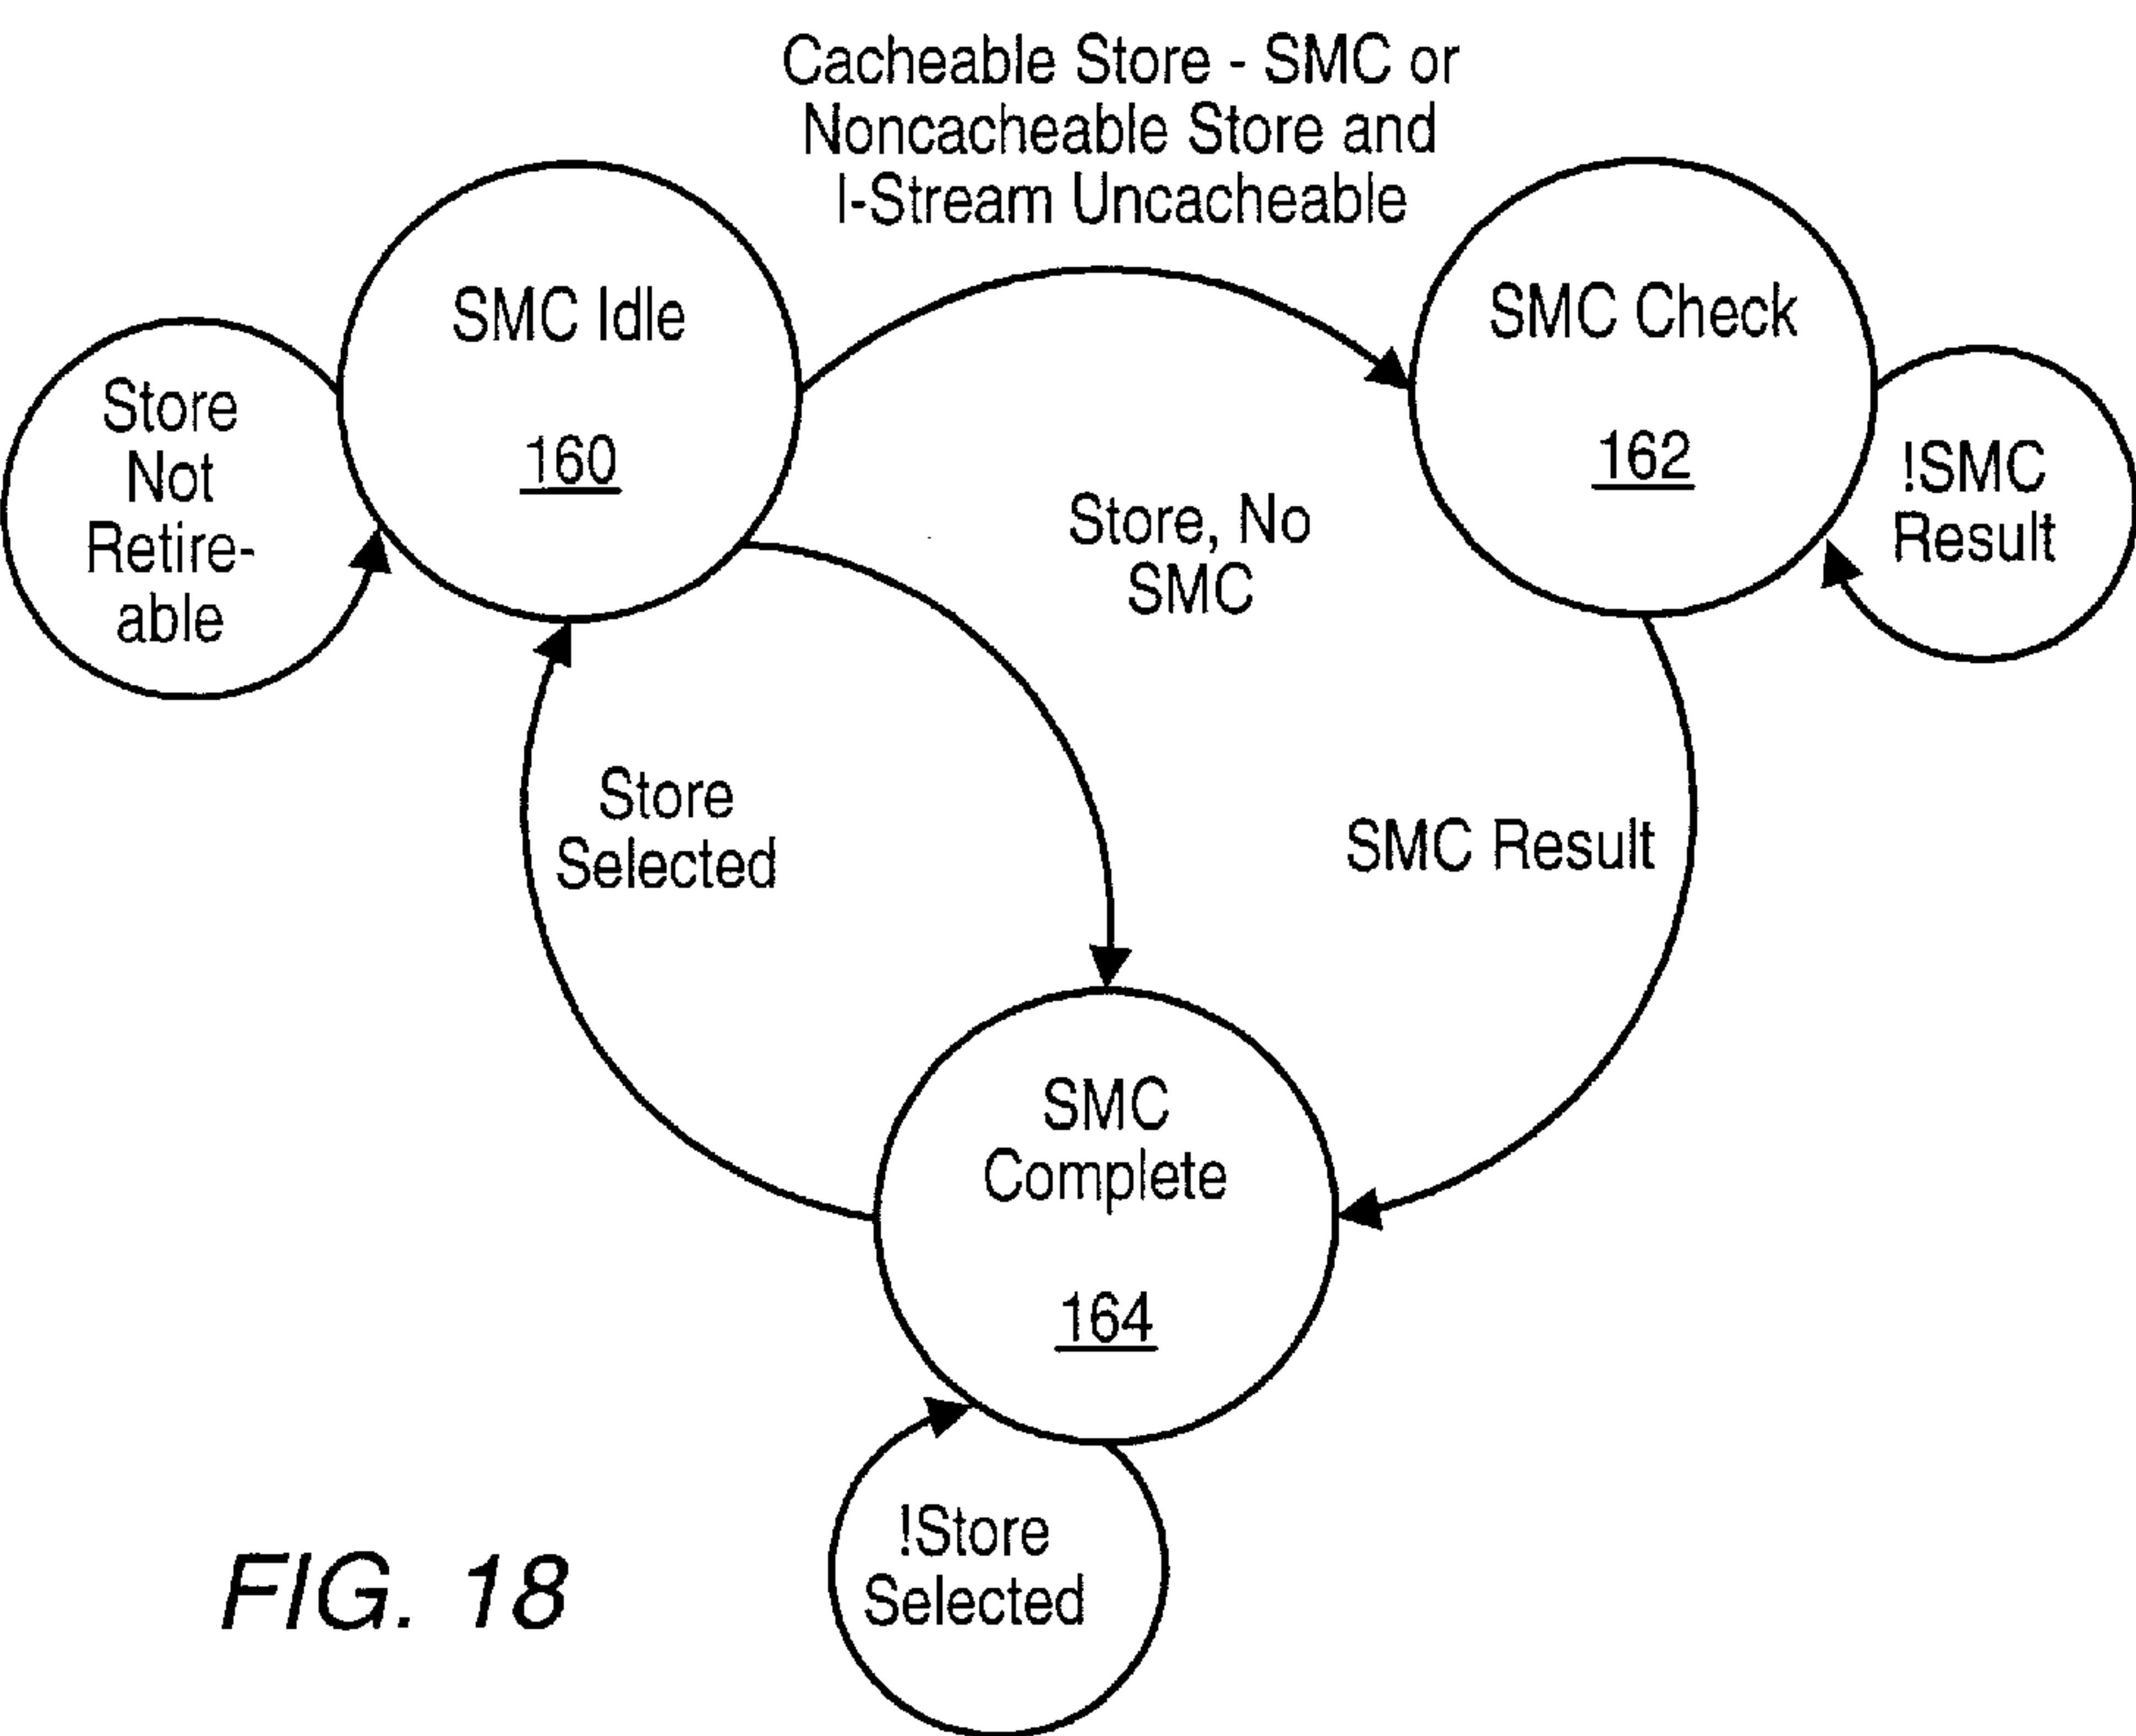 Cacheable Store - SMC or
Noncacheable Store and
I-Stream Uncacheable
SMC Idle
160
Store
Not
Retire-
able
SMC Check
162
!SMC
Result
Store, No
SMC
Store
Selected
SMC Result
SMC
Complete
164
!Store
Selected
FIG. 18